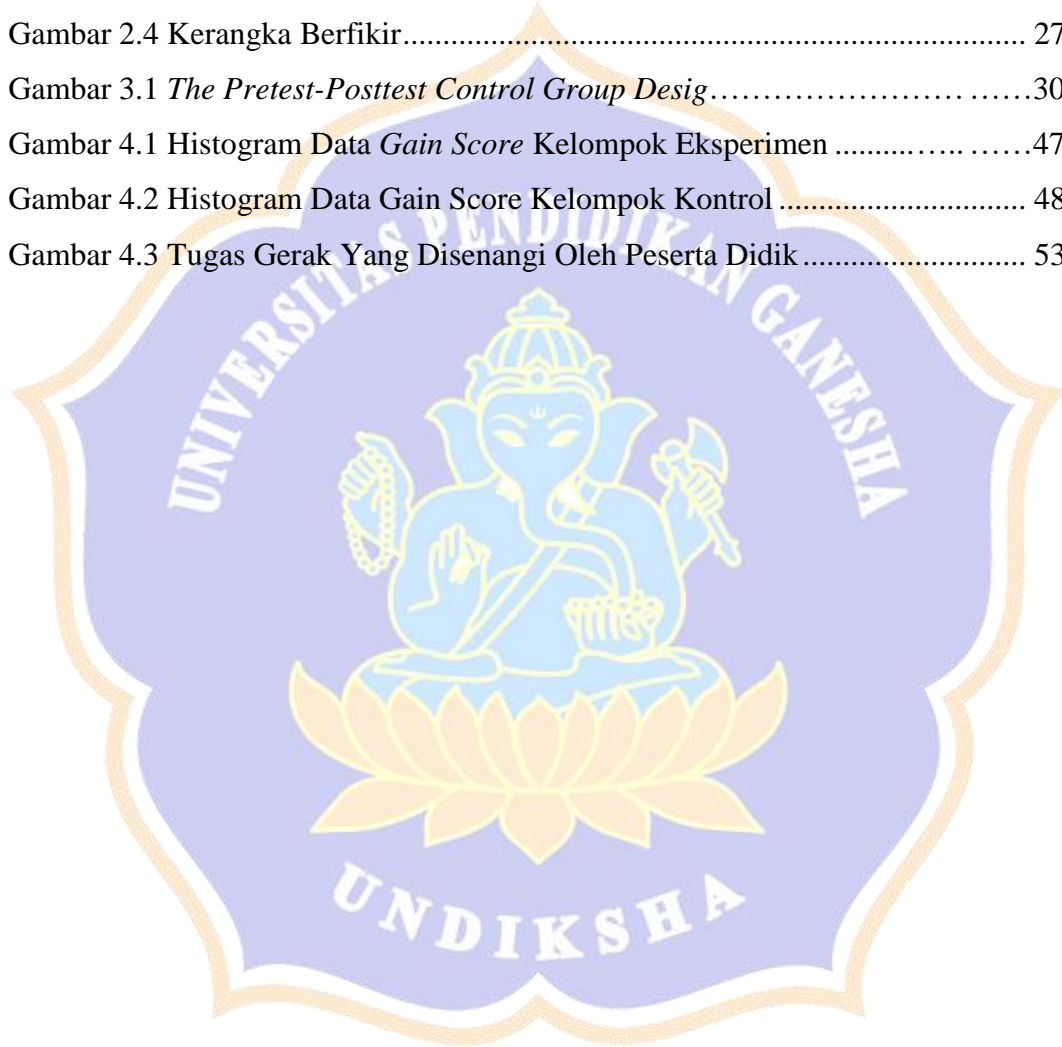 Gambar 2.4 Kerangka Berfikir.................................................................. 27
Gambar 3.1 The Pretest-Posttest Control Group Desig…………………… ……30
Gambar 4.1 Histogram Data Gain Score Kelompok Eksperimen ..........….. ……47
Gambar 4.2 Histogram Data Gain Score Kelompok Kontrol .......................... 48
Gambar 4.3 Tugas Gerak Yang Disenangi Oleh Peserta Didik ........................ 53
UNIVERSITAS PENDIDIKAN GANESHA
UNDIKSHA